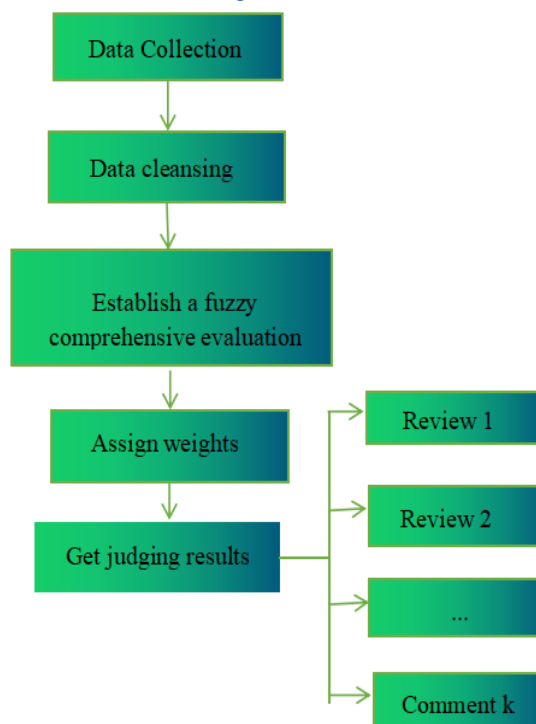 Data Collection
Data cleansing
Establish a fuzzy
comprehensive evaluation
Assign weights
Get judging results
Review 1
Review 2
...
Comment k